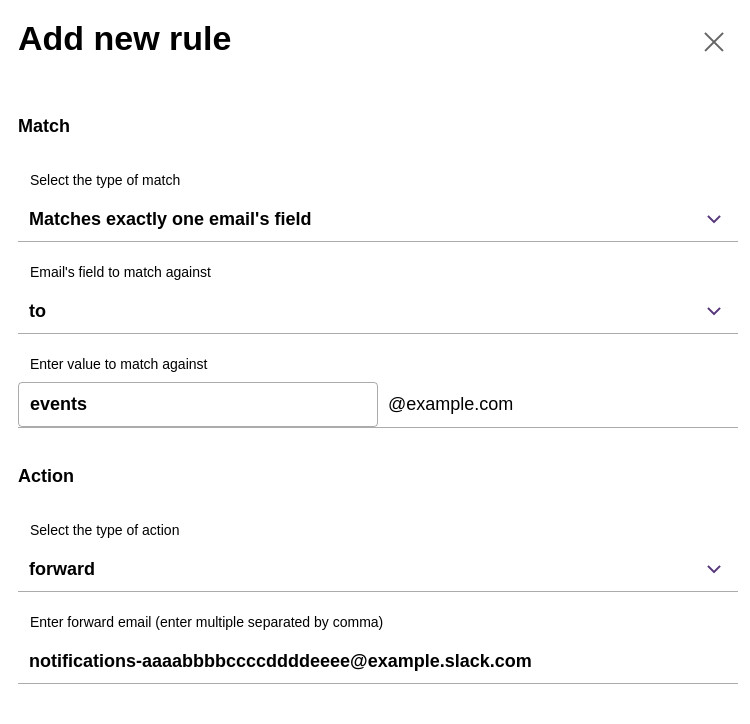 Add new rule
Match
Select the type of match
Matches exactly one email's field
Email's field to match against
to
Enter value to match against
events @example.com
Action
Select the type of action
forward
Enter forward email (enter multiple separated by comma)
notifications-aaaabbbbccccddddeeee@example.slack.com